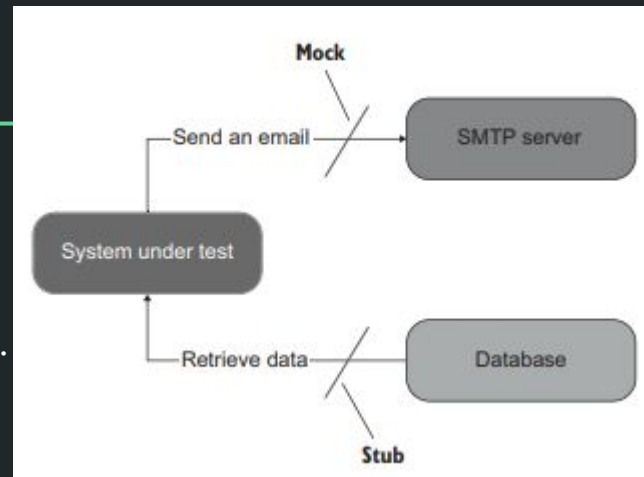 Mock
Send an email
SMTP server
System under test
.
Retrieve data
Database
Stub